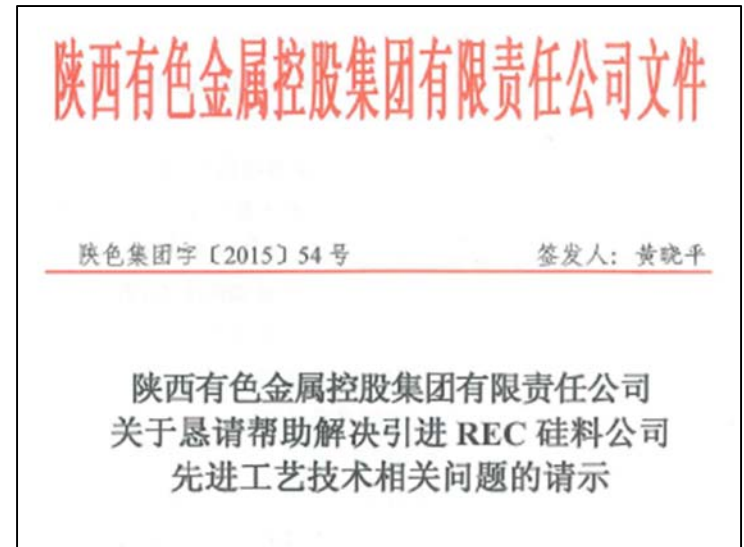 陕西有色金属控股集团有限责任公司文件
陕色集团字〔2015〕54号 签发人：黄晓平
陕西有色金属控股集团有限责任公司
关于恳请帮助解决引进 REC 硅料公司
先进工艺技术相关问题的请示